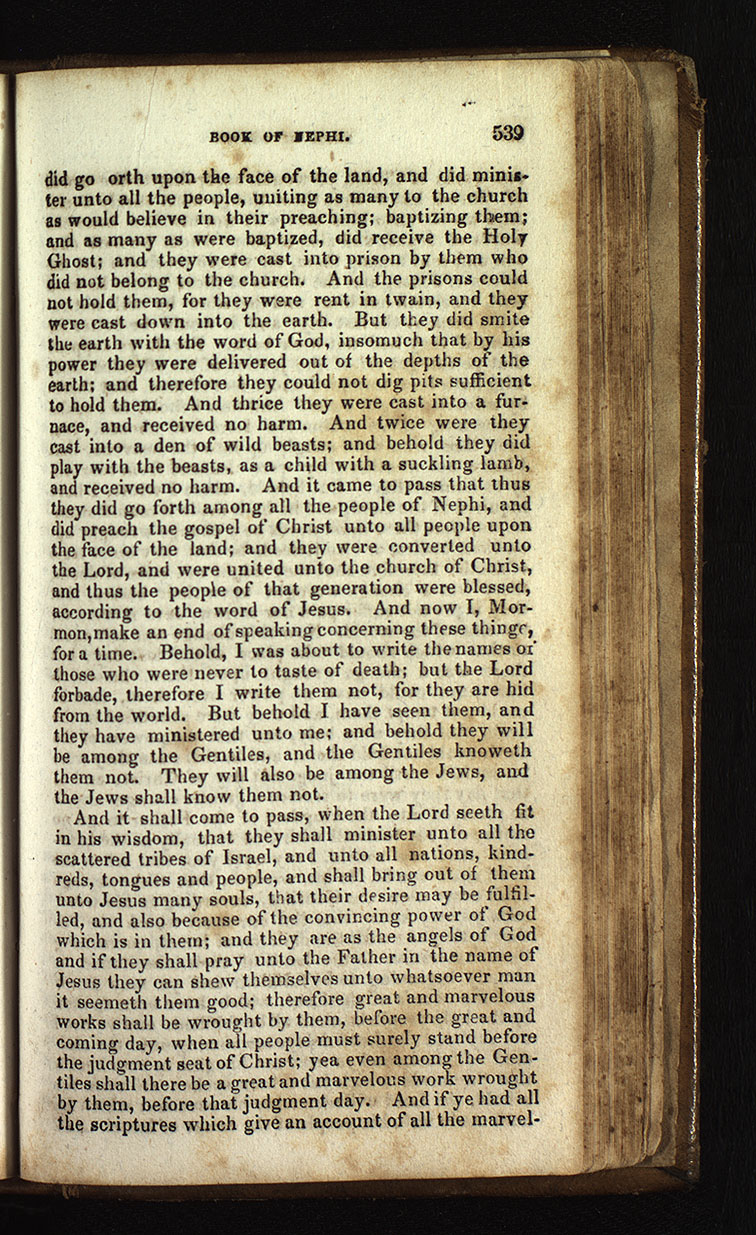 BOOK OF NEPHI. 539
did go orth upon the face of the land, and did minis-
ter unto all the people, uniting as many to the church
as would believe in their preaching; baptizing them;
and as many as were baptized, did receive the Holy
Ghost; and they were cast into prison by them who
did not belong to the church. And the prisons could
not hold them, for they were rent in twain, and they
were cast down into the earth. But they did smite
the earth with the word of God, insomuch that by his
power they were delivered out of the depths of the
earth; and therefore they could not dig pits sufficient
to hold them. And thrice they were cast into a fur-
nace, and received no harm. And twice were they
cast into a den of wild beasts; and behold they did
play with the beasts, as a child with a suckling lamb,
and received no harm. And it came to pass that thus
they did go forth among all the people of Nephi, and
did preach the gospel of Christ unto all people upon
the face of the land; and they were converted unto
the Lord, and were united unto the church of Christ,
and thus the people of that generation were blessed,
according to the word of Jesus. And now I, Mor-
mon, make an end of speaking concerning these things,
for a time. Behold, I was about to write the names of
those who were never to taste of death; but the Lord
forbade, therefore I write them not, for they are hid
from the world. But behold I have seen them, and
they have ministered unto me; and behold they will
be among the Gentiles, and the Gentiles knoweth
them not. They will also be among the Jews, and
the Jews shall know them not.
And it shall come to pass, when the Lord seeth fit
in his wisdom, that they shall minister unto all the
scattered tribes of Israel, and unto all nations, kind-
reds, tongues and people, and shall bring out of them
unto Jesus many souls, that their desire may be fulfil-
led, and also because of the convincing power of God
which is in them; and they are as the angels of God
and if they shall pray unto the Father in the name of
Jesus they can shew themselves unto whatsoever man
it seemeth them good; therefore great and marvelous
works shall be wrought by them, before the great and
coming day, when all people must surely stand before
the judgment seat of Christ; yea even among the Gen-
tiles shall there be a great and marvelous work wrought
by them, before that judgment day. And if ye had all
the scriptures which give an account of all the marvel-